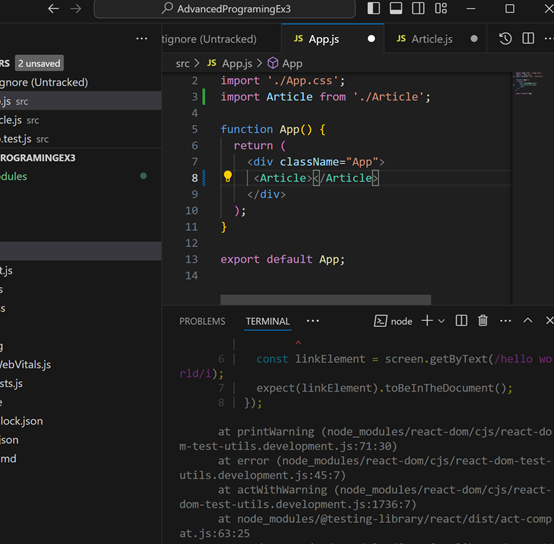 AdvancedProgramingEx3
tignore (Untracked)
JS App.js
JS Article.js
RS 2 unsaved
src > JS App.js > App
ignore (Untracked)
.js src
cle.js src
.test.js src
ROGRAMINGEX3
odules
t.js
s
ss
g
WebVitals.js
sts.js
e
lock.json
json
md
2 import './App.css';
3 import Article from './Article';
4
5 function App() {
6 return (
7 <div className="App">
8 <Article></Article>
9 </div>
10 );
11 }
12
13 export default App;
14
PROBLEMS TERMINAL ··· node
| ^
6 | const linkElement = screen.getByText(/hello wo
rld/i);
7 | expect(linkElement).toBeInTheDocument();
8 | });
at printWarning (node_modules/react-dom/cjs/react-do
m-test-utils.development.js:71:30)
at error (node_modules/react-dom/cjs/react-dom-test-
utils.development.js:45:7)
at actWithWarning (node_modules/react-dom/cjs/react-
dom-test-utils.development.js:1736:7)
at node_modules/@testing-library/react/dist/act-comp
at.js:63:25